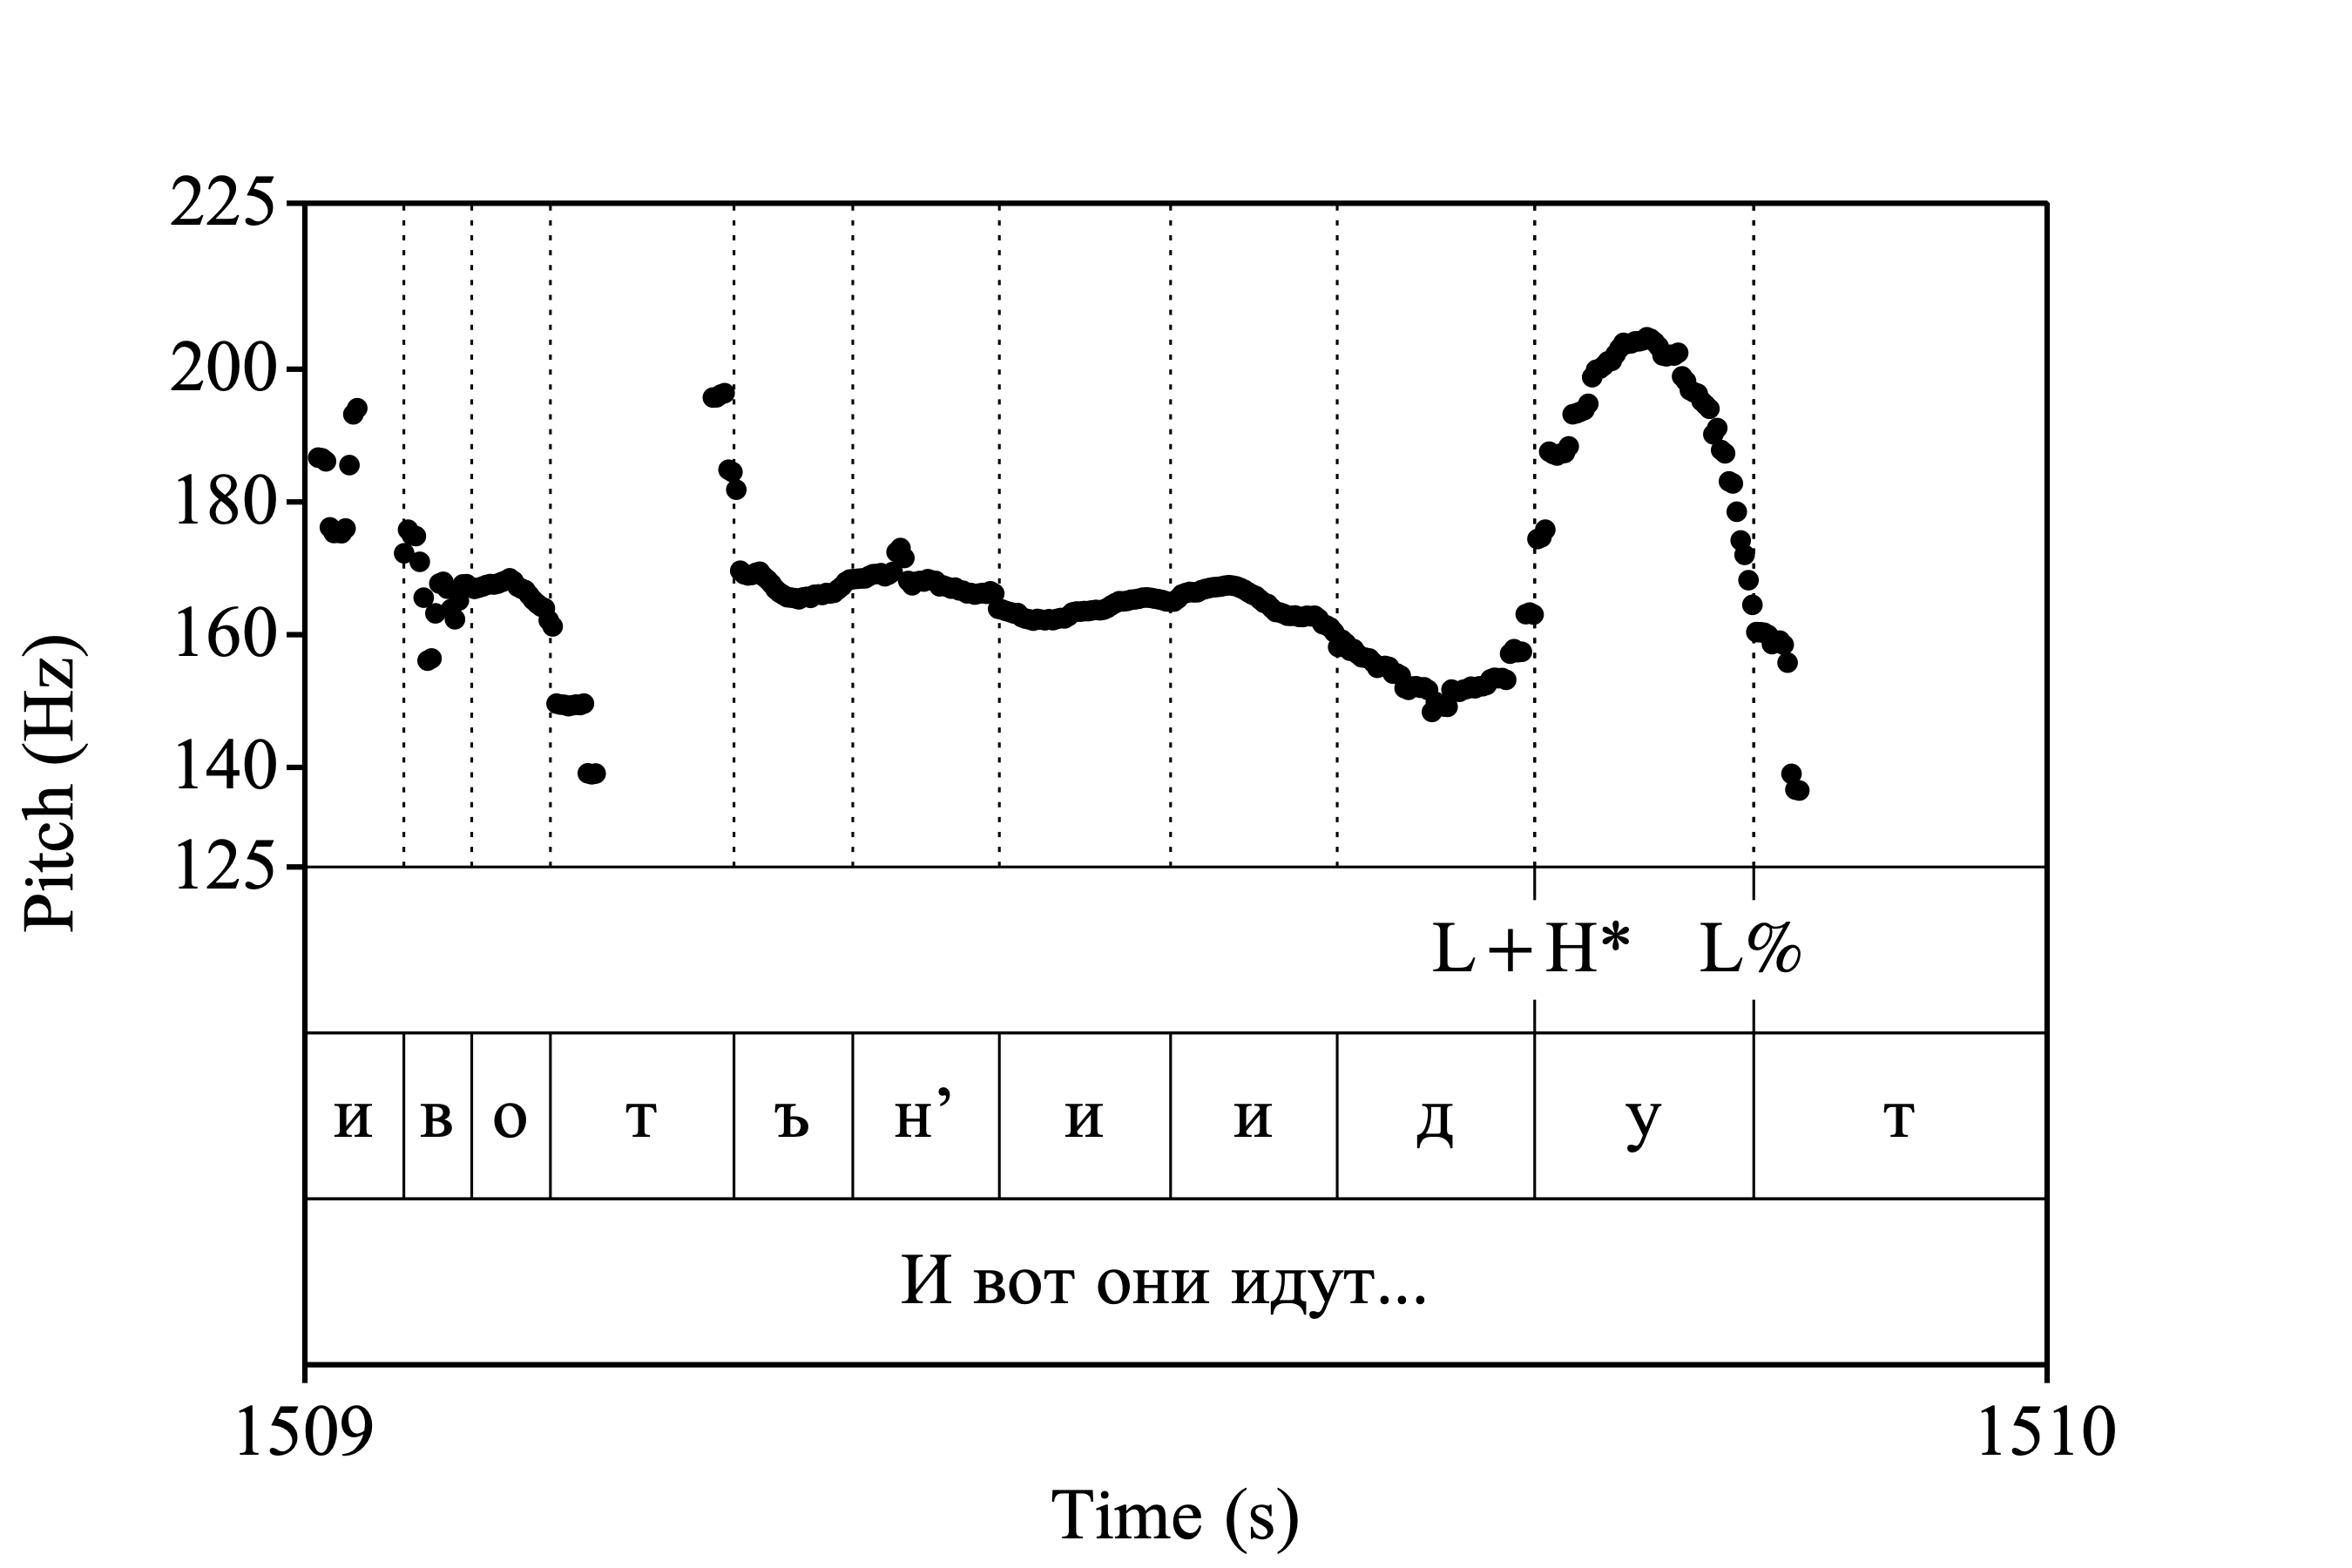 225
200
180
160
140
125
Pitch (Hz)
L+H* L%
и в о т ъ н’ и и д у т
И вот они идут...
1509 1510
Time (s)